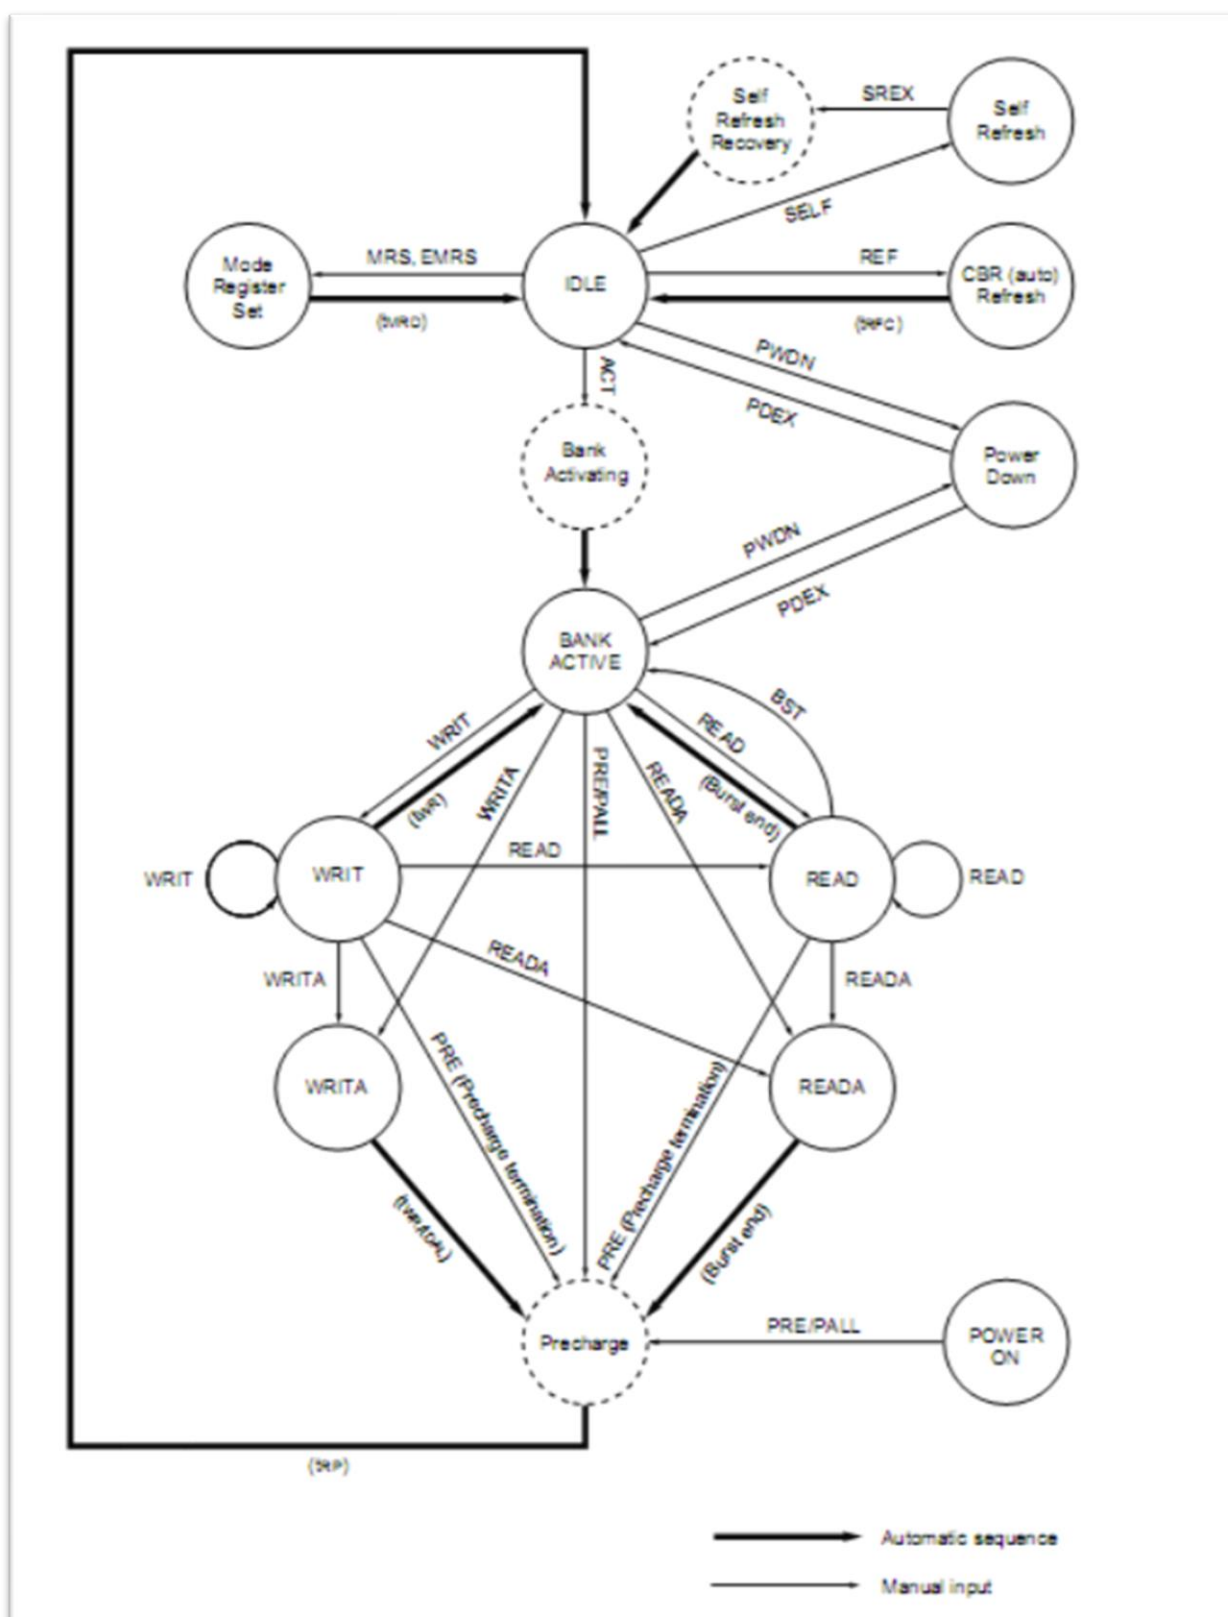 Self
Refresh
Recovery
SREX
Self
Refresh
SELF
Mode
Register
Set
MRS, EMRS
IDLE
REF
CBR (auto)
Refresh
ACT
PWDN
PDEX
Bank
Activating
Power
Down
PWDN
PDEX
BANK
ACTIVE
BST
WRIT
READ
WRITA
PRE/PALL
READA
(Burst end)
WRIT
WRIT
READ
READ
READ
WRITA
READA
READA
WRITA
READA
PRE (Precharge termination)
PRE (Precharge termination)
(Burst end)
Precharge
PRE/PALL
POWER
ON
Automatic sequence
Manual input